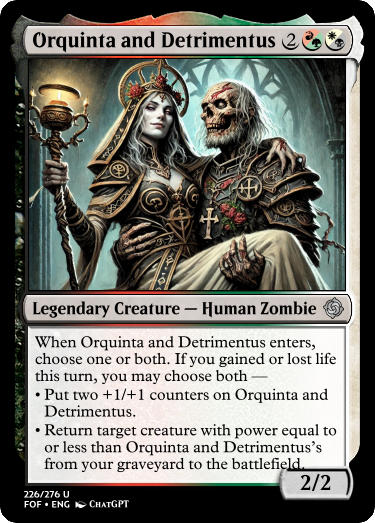 Orquinta and Detrimentus 2
Legendary Creature — Human Zombie
When Orquinta and Detrimentus enters,
choose one or both. If you gained or lost life
this turn, you may choose both —
• Put two +1/+1 counters on Orquinta and
Detrimentus.
• Return target creature with power equal to
or less than Orquinta and Detrimentus's
from your graveyard to the battlefield.
2/2
226/276 U
FOF • ENG ChatGPT